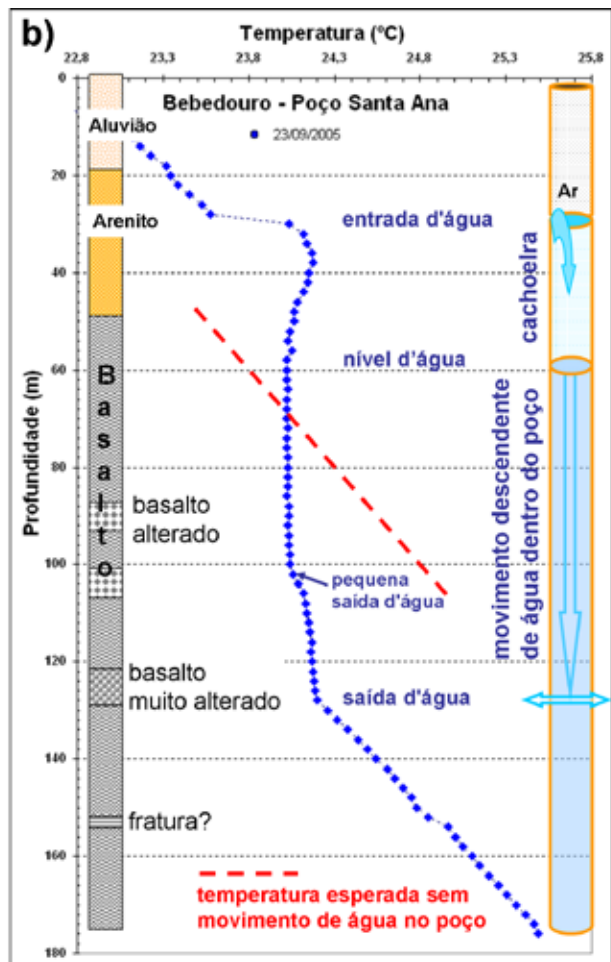 b)
Temperatura (ºC)
22,8 23,3 23,8 24,3 24,8 25,3 25,8
Bebedouro - Poço Santa Ana
23/09/2005
Profundidade (m)
0
20
40
60
80
100
120
140
160
180
Aluvião
Arenito
Basalto
basalto
alterado
basalto
muito alterado
fratura?
entrada d'água
nível d'água
pequena
saída d'água
saída d'água
temperatura esperada sem
movimento de água no poço
Ar
cachoeira
movimento descendente
de água dentro do poço